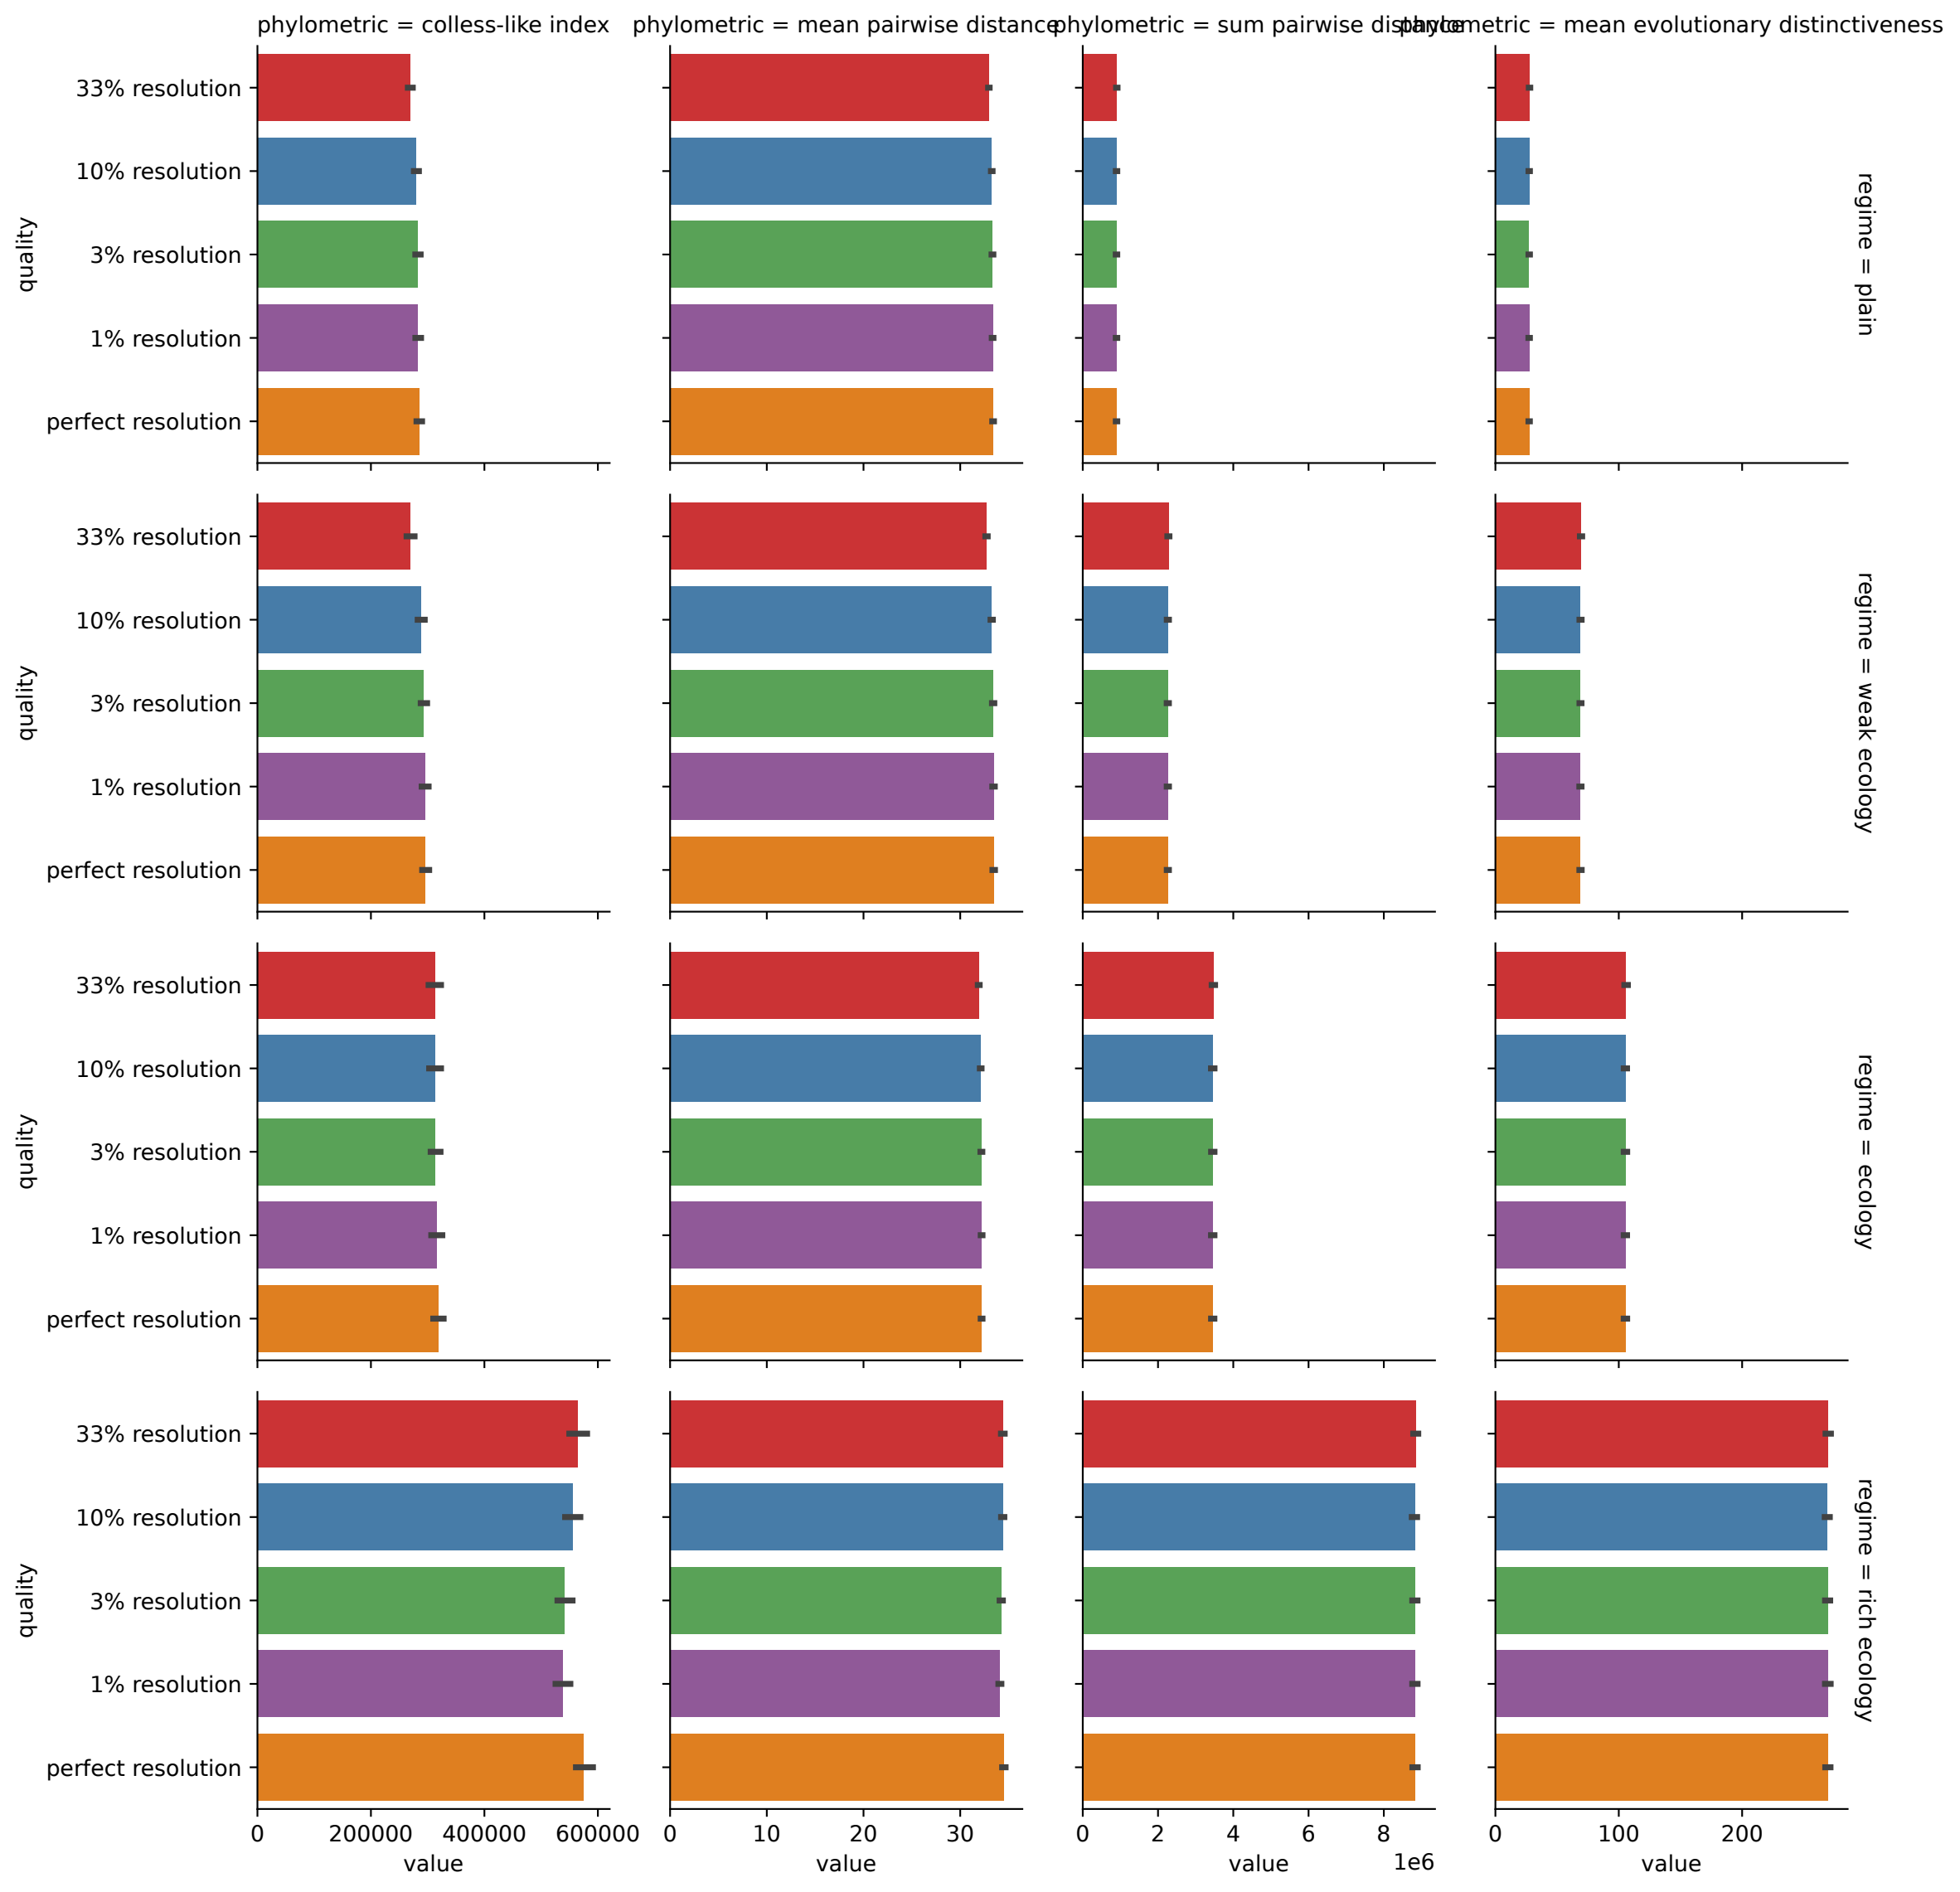 phylometric = colless-like index
phylometric = mean pairwise distance
phylometric = sum pairwise distance
phylometric = mean evolutionary distinctiveness
quality
33% resolution
10% resolution
3% resolution
1% resolution
perfect resolution
regime = plain
quality
33% resolution
10% resolution
3% resolution
1% resolution
perfect resolution
regime = weak ecology
quality
33% resolution
10% resolution
3% resolution
1% resolution
perfect resolution
regime = ecology
quality
33% resolution
10% resolution
3% resolution
1% resolution
perfect resolution
regime = rich ecology
0 200000 400000 600000
value
0 10 20 30
value
0 2 4 6 8
1e6
value
0 100 200
value